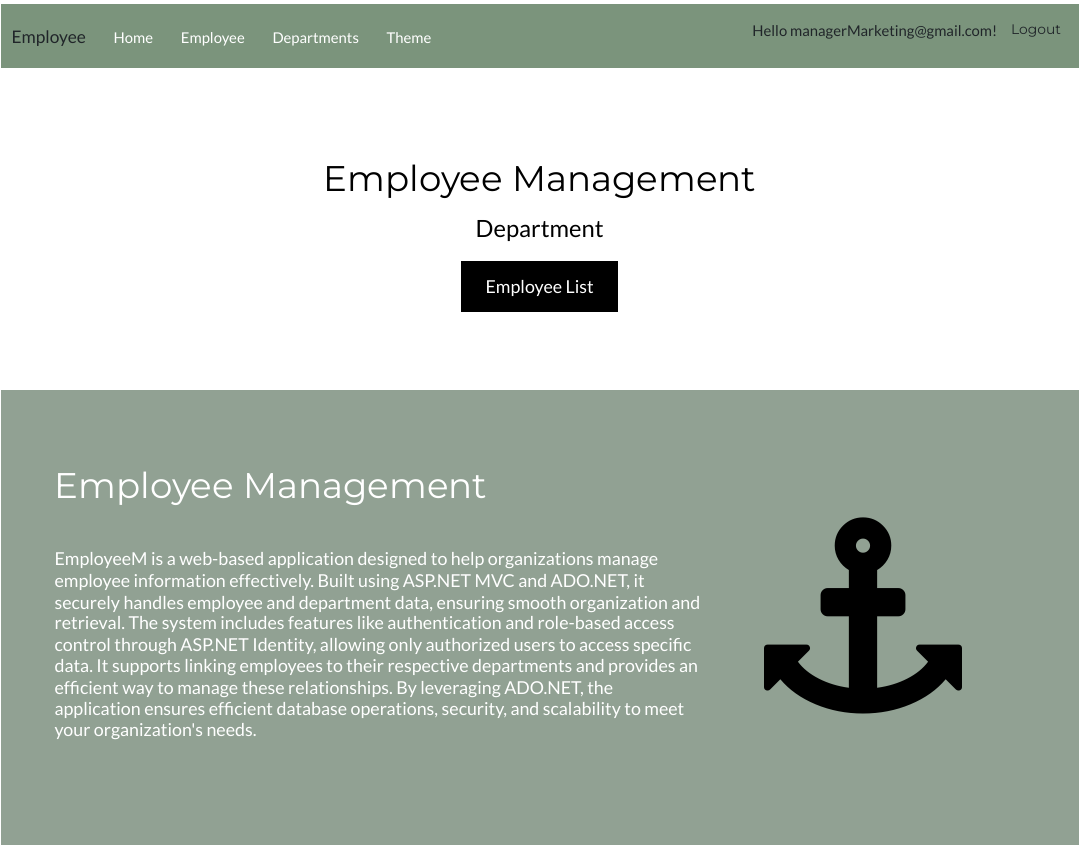 Employee Home Employee Departments Theme Hello managerMarketing@gmail.com! Logout
Employee Management
Department
Employee List
Employee Management
EmployeeM is a web-based application designed to help organizations manage
employee information effectively. Built using ASP.NET MVC and ADO.NET, it
securely handles employee and department data, ensuring smooth organization and
retrieval. The system includes features like authentication and role-based access
control through ASP.NET Identity, allowing only authorized users to access specific
data. It supports linking employees to their respective departments and provides an
efficient way to manage these relationships. By leveraging ADO.NET, the
application ensures efficient database operations, security, and scalability to meet
your organization's needs.